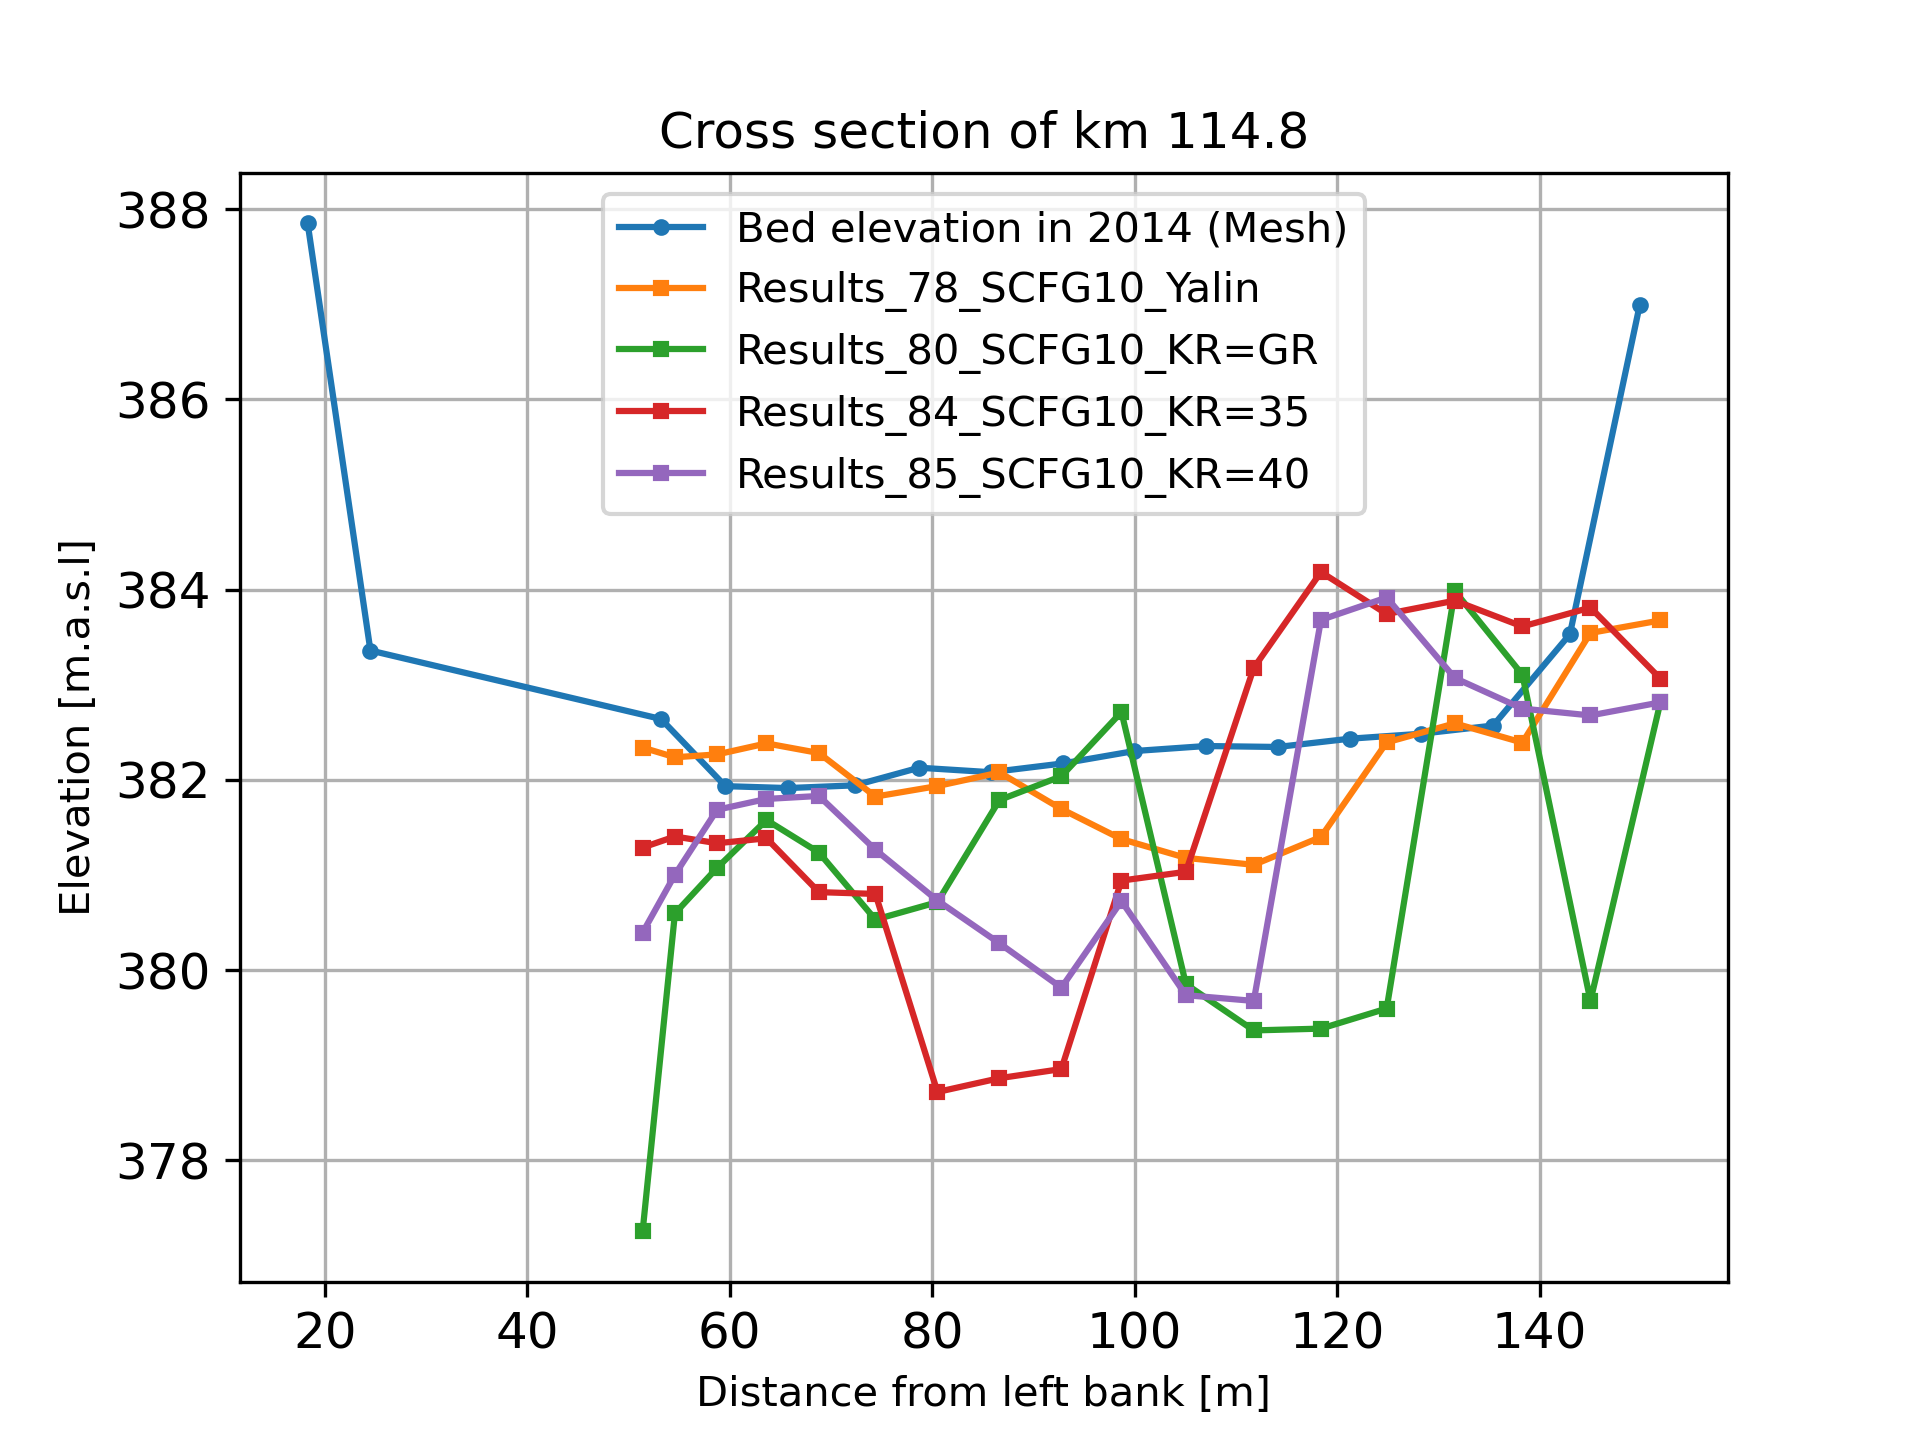 Cross section of km 114.8
Bed elevation in 2014 (Mesh)
Results_78_SCFG10_Yalin
Results_80_SCFG10_KR=GR
Results_84_SCFG10_KR=35
Results_85_SCFG10_KR=40
388
386
384
382
380
378
Elevation [m.a.s.l]
20 40 60 80 100 120 140
Distance from left bank [m]